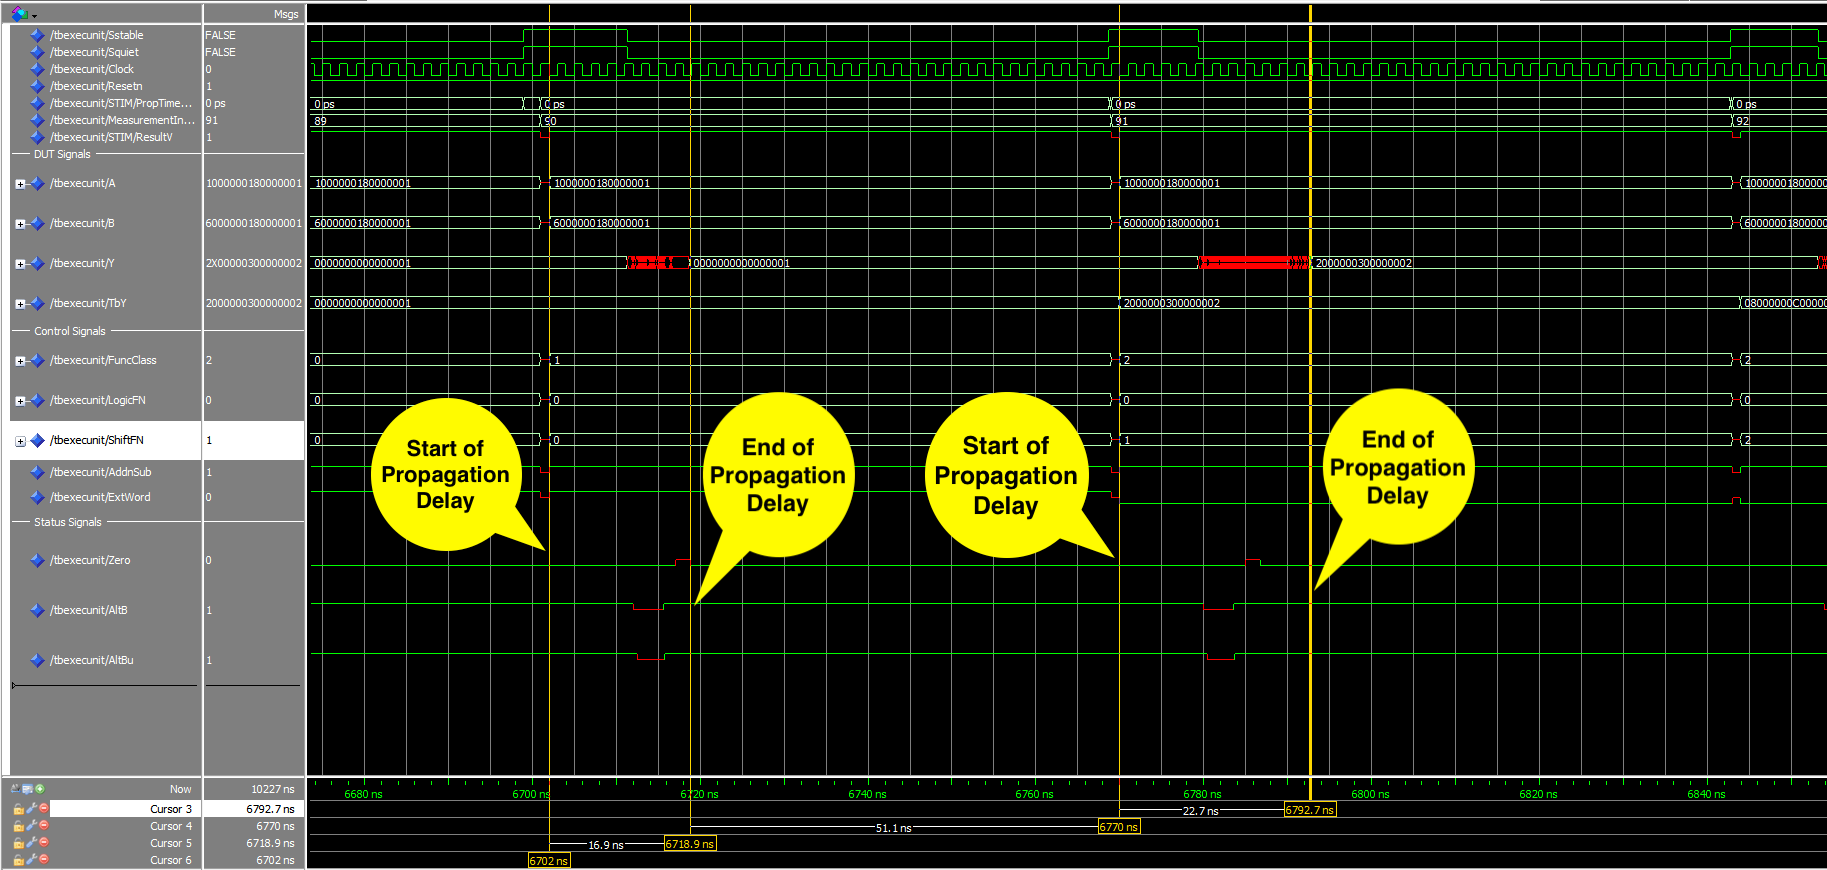 Msgs
/tbexecunit/Sstable FALSE
/tbexecunit/Squiet FALSE
/tbexecunit/Clock 0
/tbexecunit/Resetn 1
/tbexecunit/STIM/PropTime... 0 ps 0 ps 0 ps 0 ps 0 ps
/tbexecunit/MeasurementIn... 91 89 90 91 92
/tbexecunit/STIM/ResultV 1
DUT Signals
/tbexecunit/A 1000000180000001 1000000180000001 1000000180000001 1000000180000001 10000001800000
/tbexecunit/B 6000000180000001 6000000180000001 6000000180000001 6000000180000001 60000001800000
/tbexecunit/Y 2X00000300000002 0000000000000001 0000000000000001 2000000300000002
/tbexecunit/TbY 2000000300000002 0000000000000001 2000000300000002 08000000C00000
Control Signals
/tbexecunit/FuncClass 2 0 1 2 2
/tbexecunit/LogicFN 0 0 0 0 0
/tbexecunit/ShiftFN 1 0 0 1 2
/tbexecunit/AddnSub 1
/tbexecunit/ExtWord 0
Status Signals
/tbexecunit/Zero 0
/tbexecunit/AltB 1
/tbexecunit/AltBu 1
Start of
Propagation
Delay
End of
Propagation
Delay
Start of
Propagation
Delay
End of
Propagation
Delay
Now 10227 ns
6680 ns 6700 ns 6720 ns 6740 ns 6760 ns 6780 ns 6800 ns 6820 ns 6840 ns
Cursor 3 6792.7 ns 22.7 ns 6792.7 ns
Cursor 4 6770 ns 51.1 ns 6770 ns
Cursor 5 6718.9 ns 16.9 ns 6718.9 ns
Cursor 6 6702 ns 6702 ns